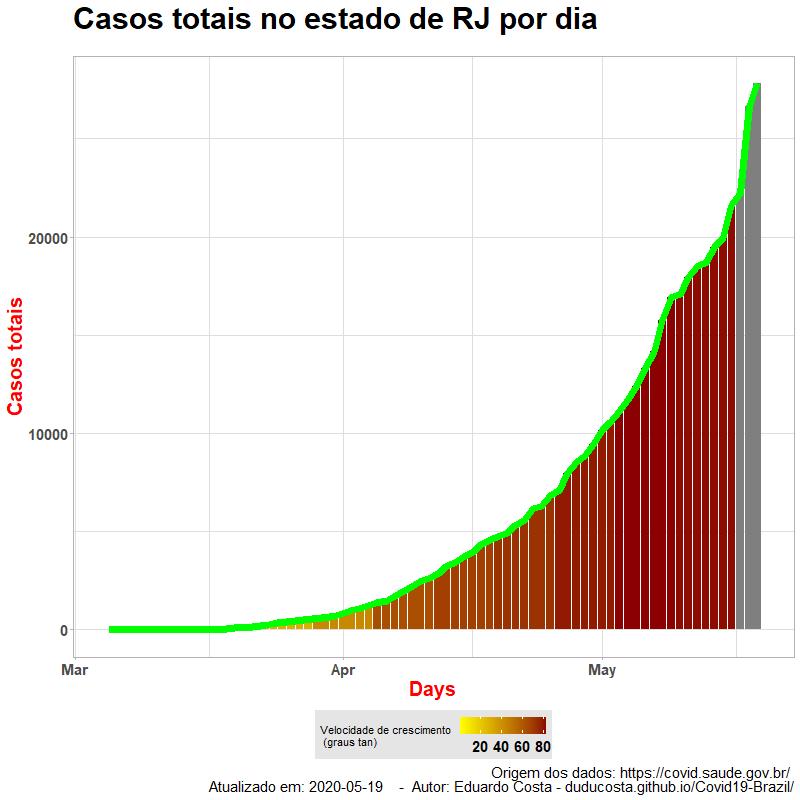 Casos totais no estado de RJ por dia
Casos totais
20000
10000
0
Mar Apr May
Days
Velocidade de crescimento
(graus tan)
20 40 60 80
Origem dos dados: https://covid.saude.gov.br/
Atualizado em: 2020-05-19 - Autor: Eduardo Costa - duducosta.github.io/Covid19-Brazil/